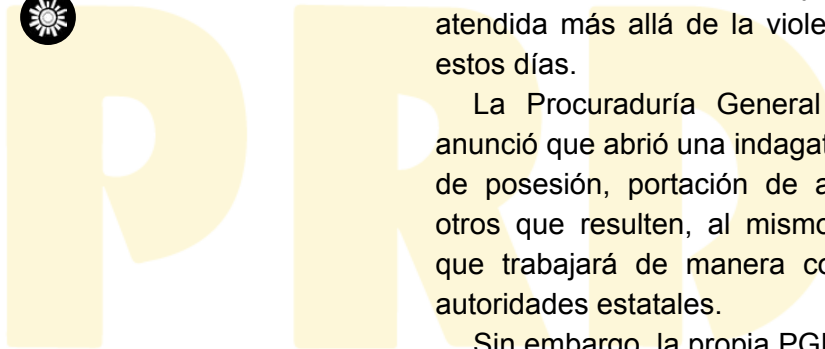 PRD
atendida más allá de la
estos días.
La Procuraduría General
anunció que abrió una
de posesión, portación de
otros que resulten, al
que trabajará de manera
autoridades estatales.
Sin embargo, la propia